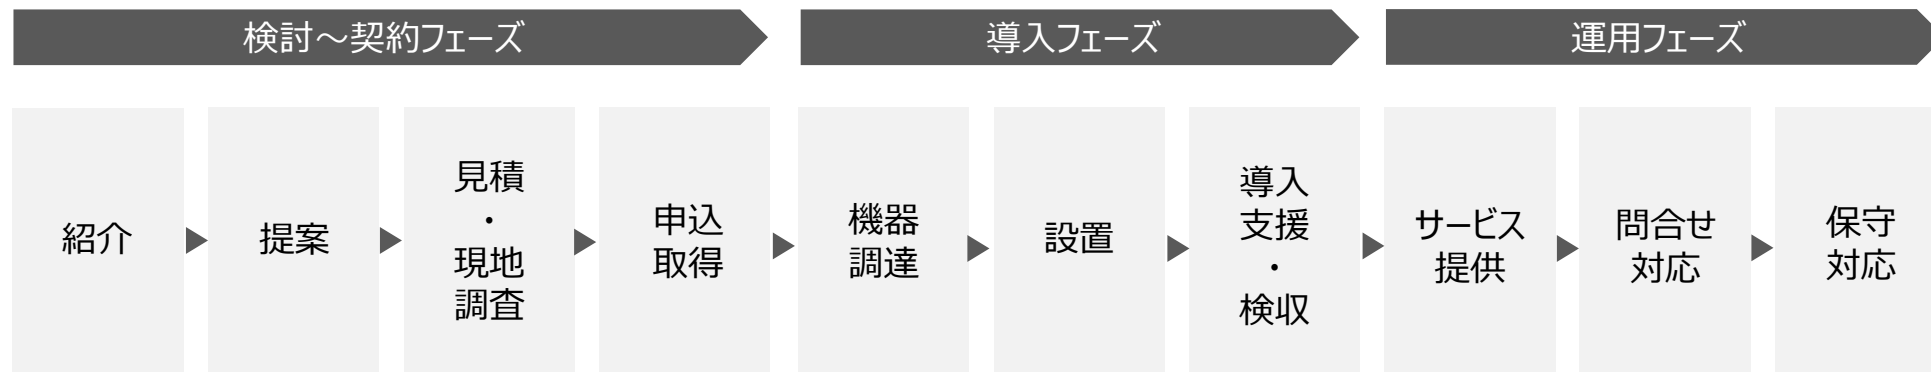 検討～契約フェーズ
導入フェーズ
運用フェーズ
紹介
提案
見積
・
現地
調査
申込
取得
機器
調達
設置
導入
支援
・
検収
サービス
提供
問合せ
対応
保守
対応